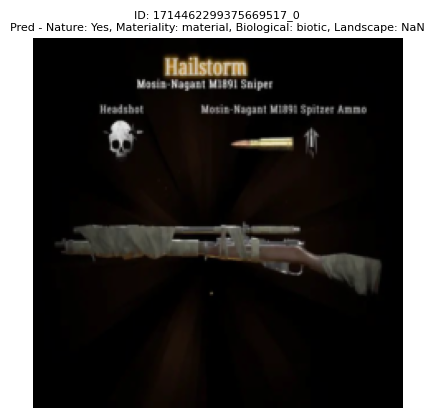 ID: 1714462299375669517_0
Pred - Nature: Yes, Materiality: material, Biological: biotic, Landscape: NaN
Hailstorm
Mosin-Nagant M1891 Sniper
Headshot
Mosin-Nagant M1891 Spitzer Ammo